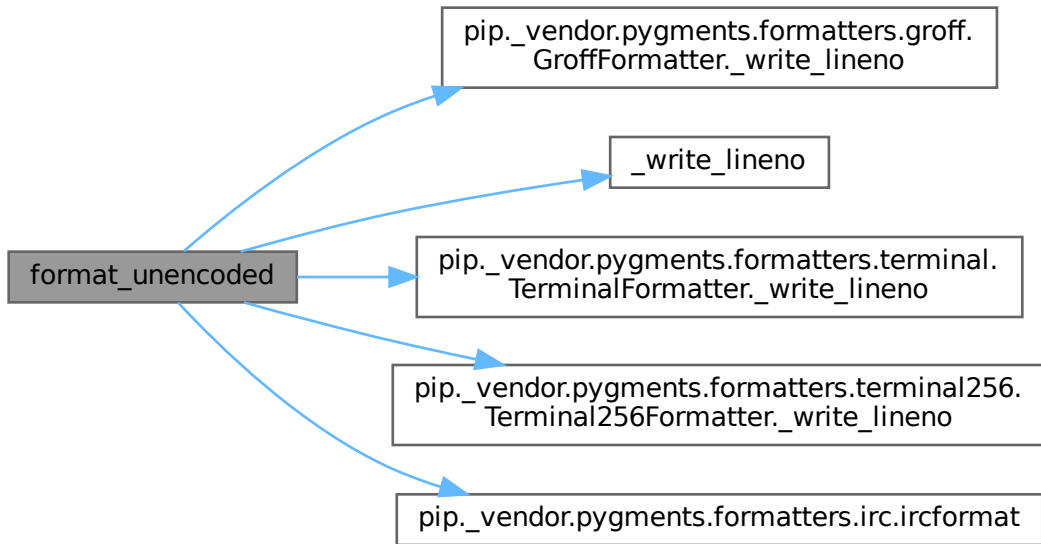 pip._vendor.pygments.formatters.groff.
GroffFormatter._write_lineno
_write_lineno
format_unencoded
pip._vendor.pygments.formatters.terminal.
TerminalFormatter._write_lineno
pip._vendor.pygments.formatters.terminal256.
Terminal256Formatter._write_lineno
pip._vendor.pygments.formatters.irc.ircformat